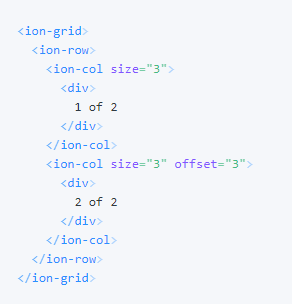 <ion-grid>
<ion-row>
<ion-col size="3">
<div>
1 of 2
</div>
</ion-col>
<ion-col size="3" offset="3">
<div>
2 of 2
</div>
</ion-col>
</ion-row>
</ion-grid>